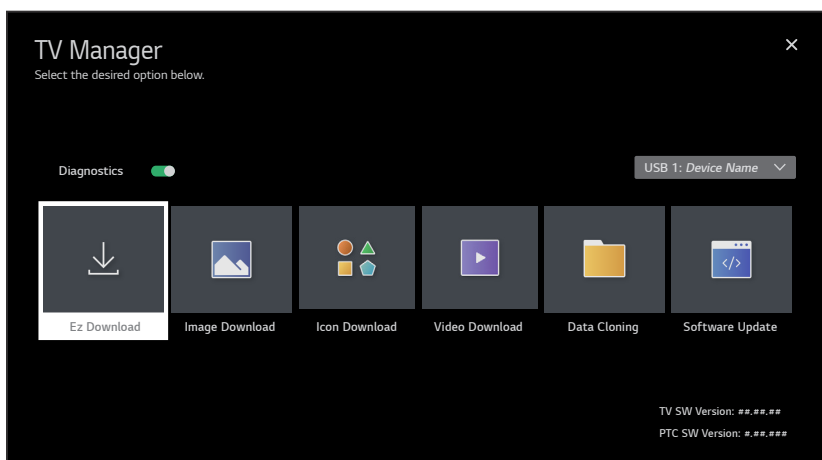 TV Manager
Select the desired option below.
Diagnostics
USB 1: Device Name
</>
Ez Download
Image Download
Icon Download
Video Download
Data Cloning
Software Update
TV SW Version: ##.##.##
PTC SW Version: #.##.###